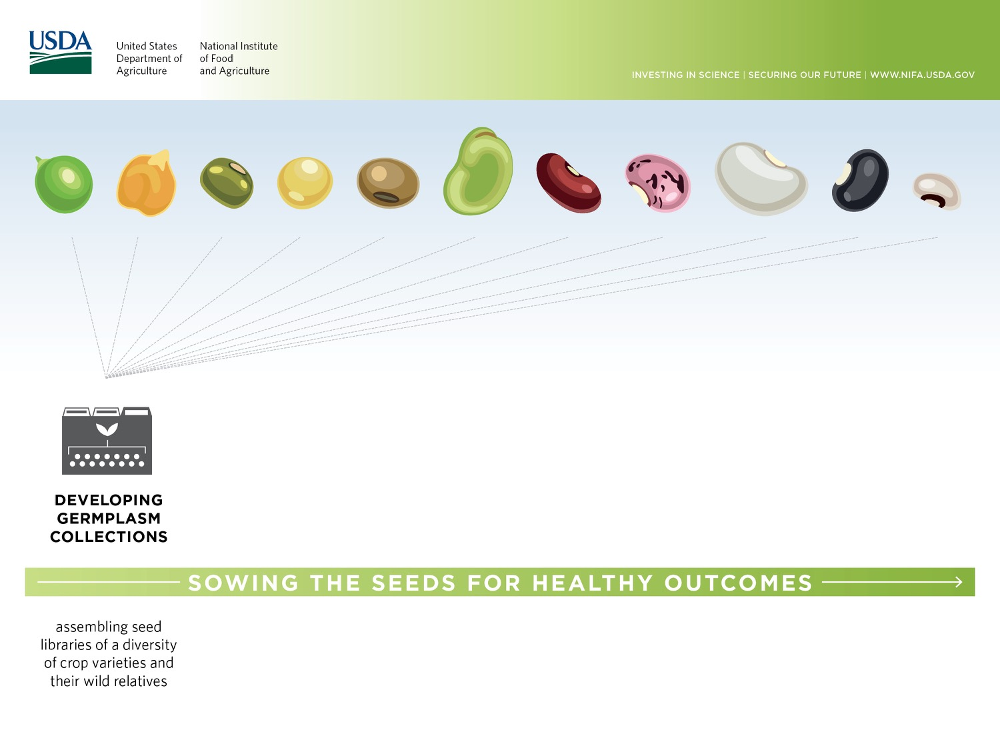 USDA
United States
Department of
Agriculture
National Institute
of Food
and Agriculture
INVESTING IN SCIENCE | SECURING OUR FUTURE | WWW.NIFA.USDA.GOV
DEVELOPING
GERMPLASM
COLLECTIONS
SOWING THE SEEDS FOR HEALTHY OUTCOMES
assembling seed
libraries of a diversity
of crop varieties and
their wild relatives